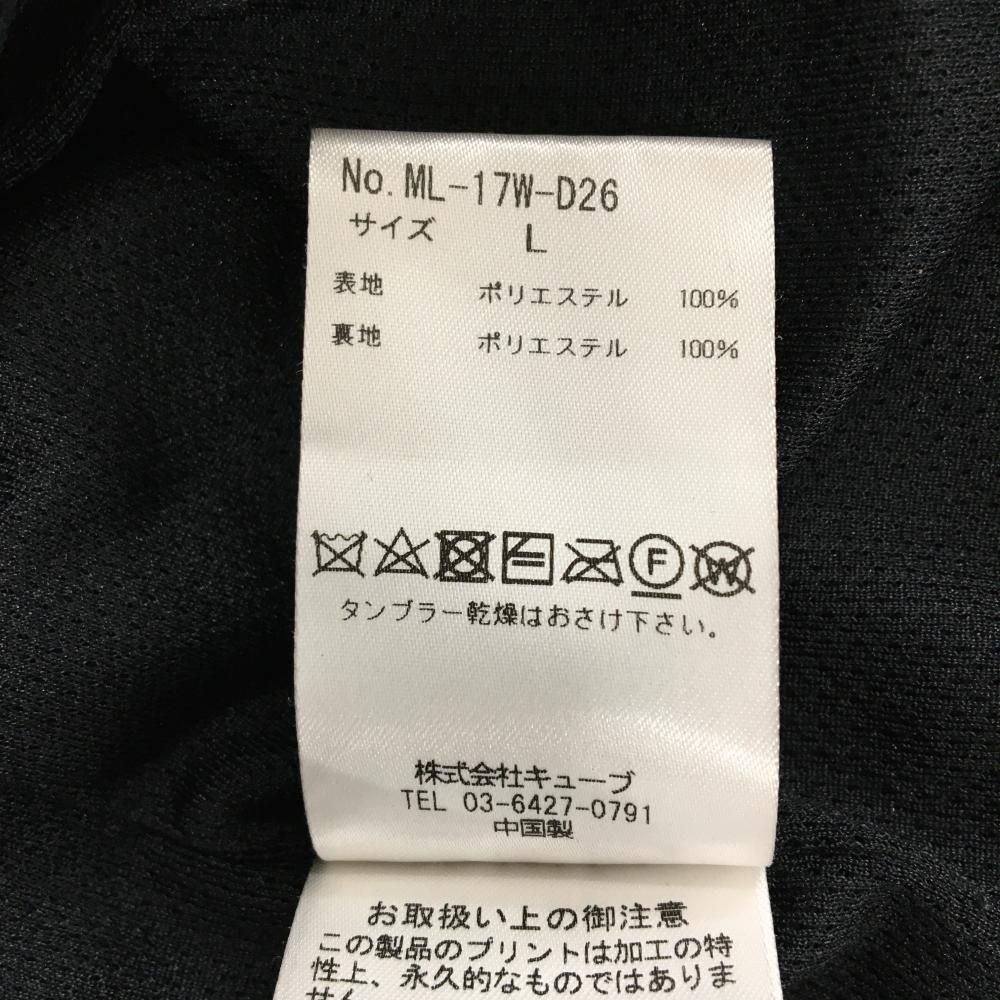 No.ML-17W-D26
サイズ L
表地 ポリエステル 100%
裏地 ポリエステル 100%
F
W
タンブラー乾燥はおさけ下さい。
株式会社キューブ
TEL 03-6427-0791
中国製
お取扱い上の御注意
この製品のプリントは加工の特
性上、永久的なものではありま
せん